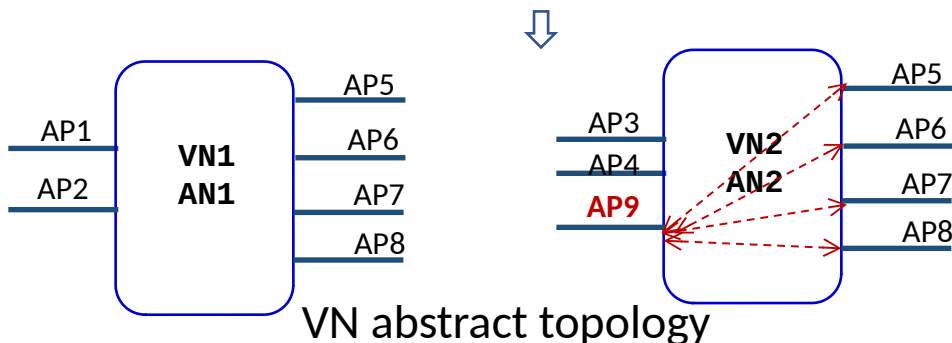 AP1
AP2
VN1
AN1
AP5
AP6
AP7
AP8
AP3
AP4
AP9
VN2
AN2
AP5
AP6
AP7
AP8
VN abstract topology